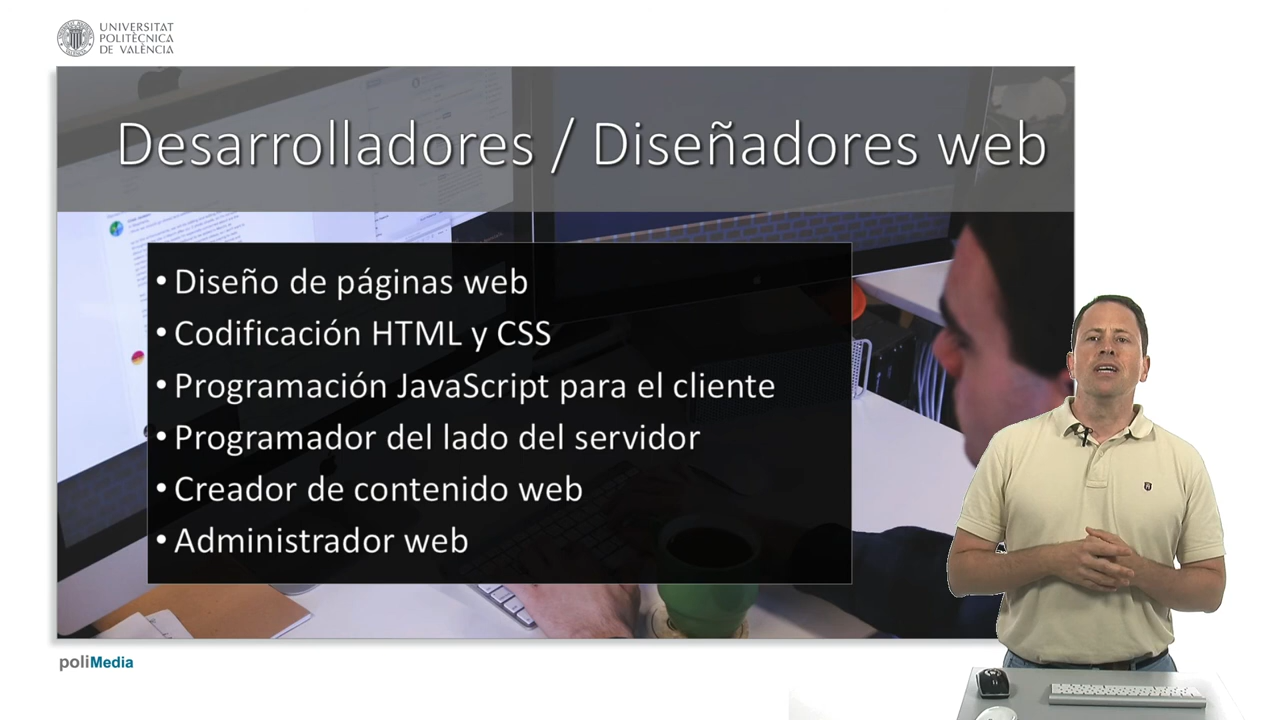 UNIVERSITAT
POLITÈCNICA
DE VALÈNCIA
Desarrolladores / Diseñadores web
• Diseño de páginas web
• Codificación HTML y CSS
• Programación JavaScript para el cliente
• Programador del lado del servidor
• Creador de contenido web
• Administrador web
poliMedia